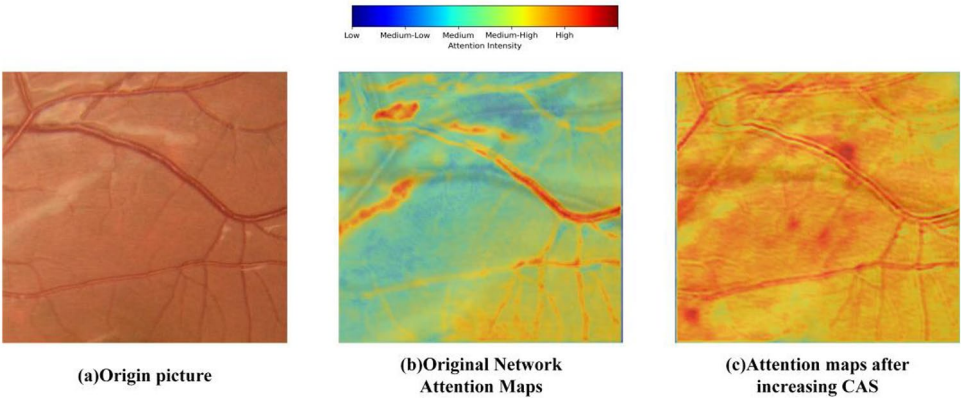 Low Medium-Low Medium Medium-High High
Attention Intensity
(a)Origin picture
(b)Original Network
Attention Maps
(c)Attention maps after
increasing CAS